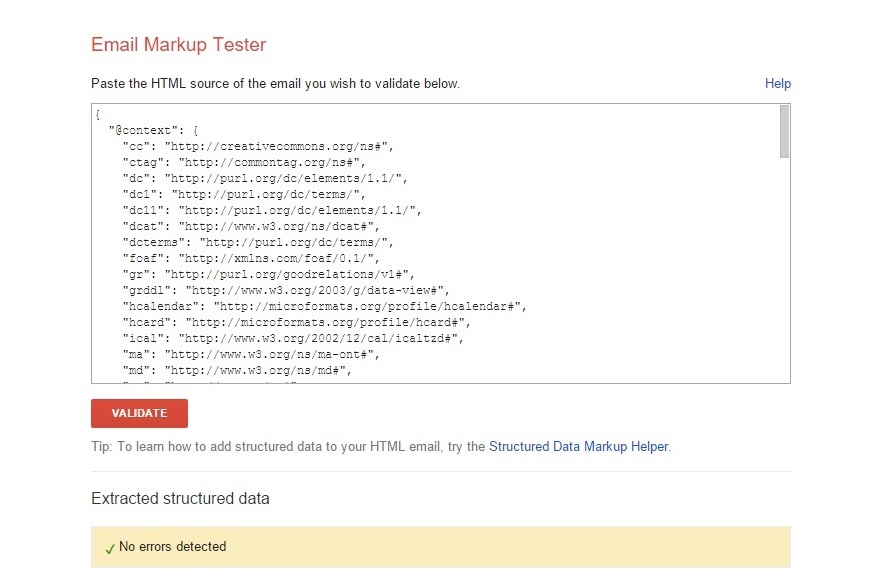 Email Markup Tester
Paste the HTML source of the email you wish to validate below.
Help
{
"@context": {
"cc": "http://creativecommons.org/ns#",
"ctag": "http://commontag.org/ns#",
"dc": "http://purl.org/dc/elements/1.1/",
"dc1": "http://purl.org/dc/terms/",
"dc11": "http://purl.org/dc/elements/1.1/",
"dcat": "http://www.w3.org/ns/dcat#",
"dcterms": "http://purl.org/dc/terms/",
"foaf": "http://xmlns.com/foaf/0.1/",
"gr": "http://purl.org/goodrelations/v1#",
"grddl": "http://www.w3.org/2003/g/data-view#",
"hcalendar": "http://microformats.org/profile/hcalendar#",
"hcard": "http://microformats.org/profile/hcard#",
"ical": "http://www.w3.org/2002/12/cal/icaltzd#",
"ma": "http://www.w3.org/ns/ma-ont#",
"md": "http://www.w3.org/ns/md#",
VALIDATE
Tip: To learn how to add structured data to your HTML email, try the Structured Data Markup Helper.
Extracted structured data
✓ No errors detected